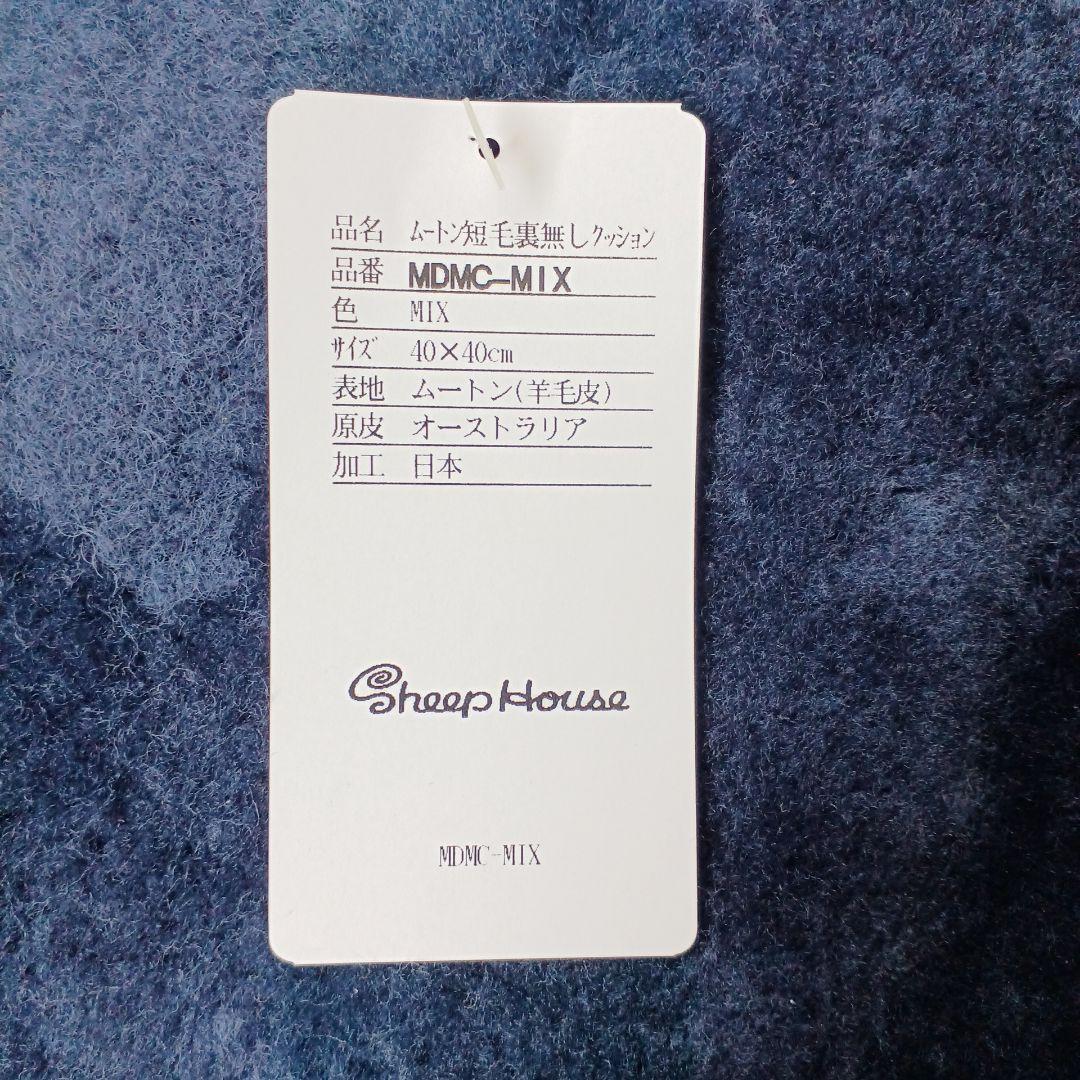 品名 ムートン短毛裏無しクッション
品番 MDMC-MIX
色 MIX
サイズ 40×40cm
表地 ムートン(羊毛皮)
原皮 オーストラリア
加工 日本
Sheep House
MDMC-MIX